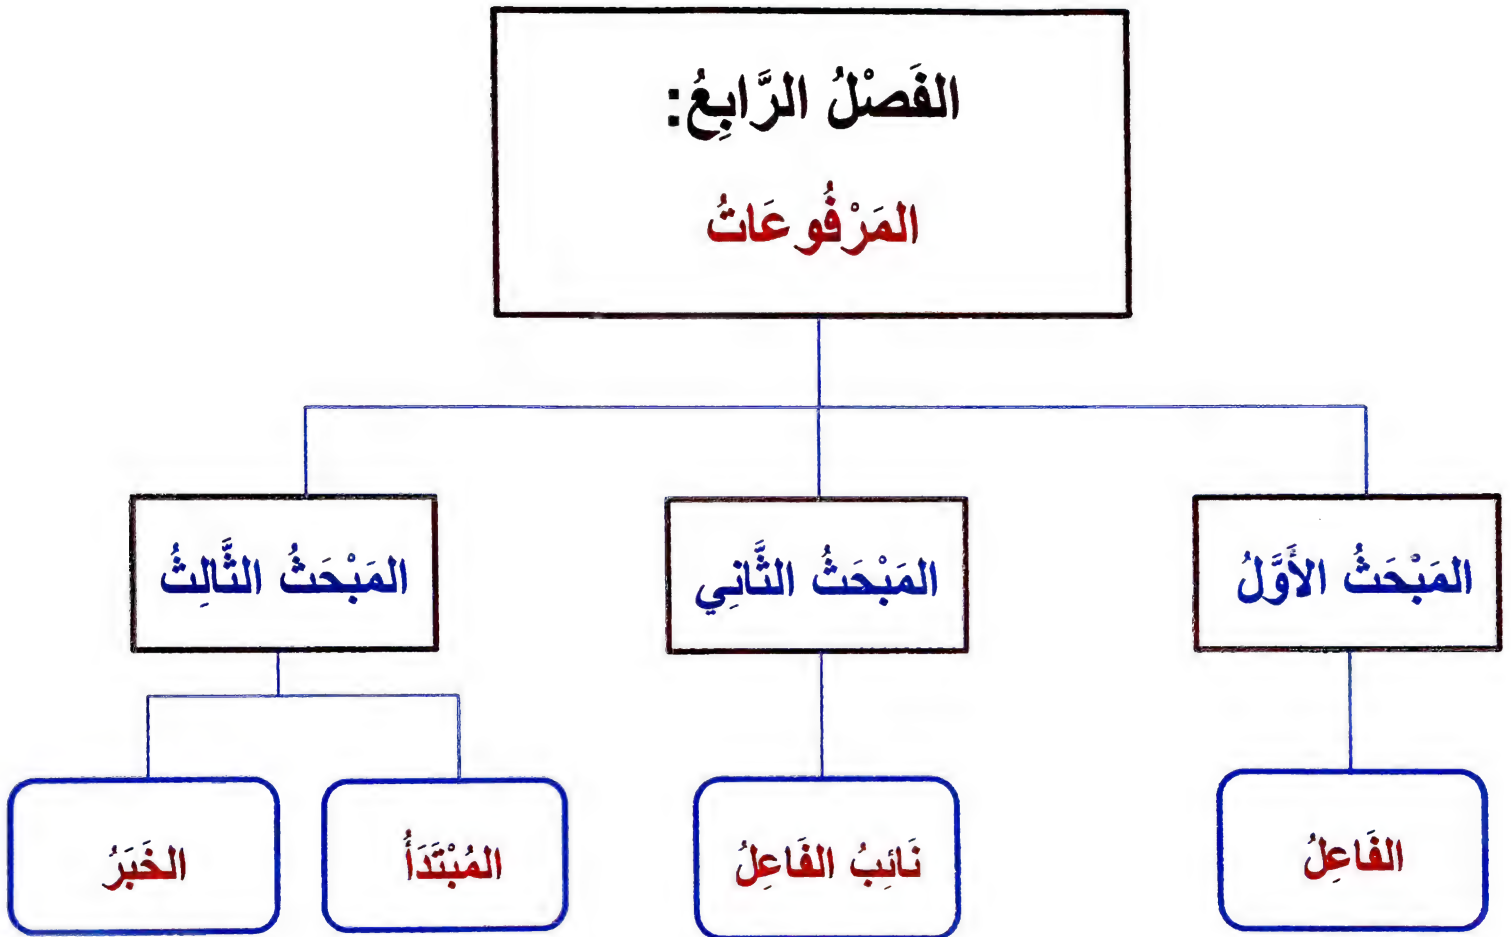 الفَصْلُ الرَّابِعُ:
المَرْفُوعَاتُ
المَبْحَثُ الأَوَّلُ
المَبْحَثُ الثَّانِي
المَبْحَثُ الثَّالِثُ
الفَاعِلُ
نَائِبُ الفَاعِلُ
المُبْتَدَأُ
الخَبَرُ